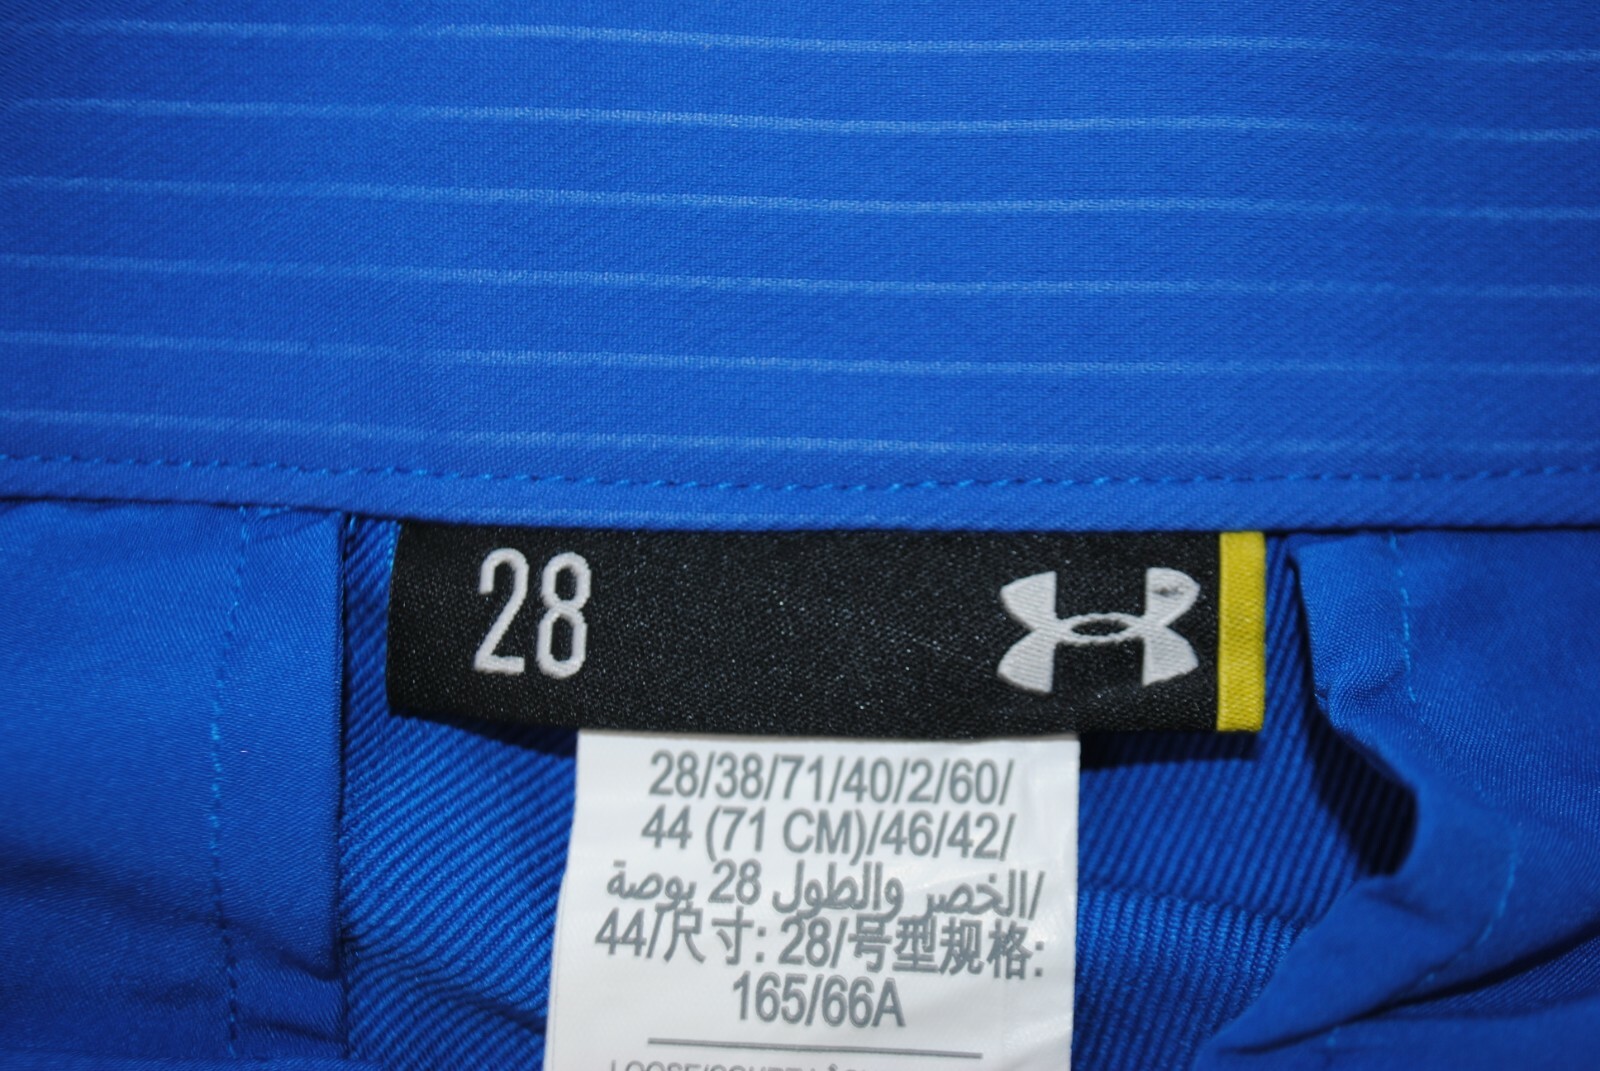 28
28/38/71/40/2/60/
44 (71 CM)/46/42/
الخصر والطول 28 بوصة/
44/尺寸: 28/号型规格:
165/66A